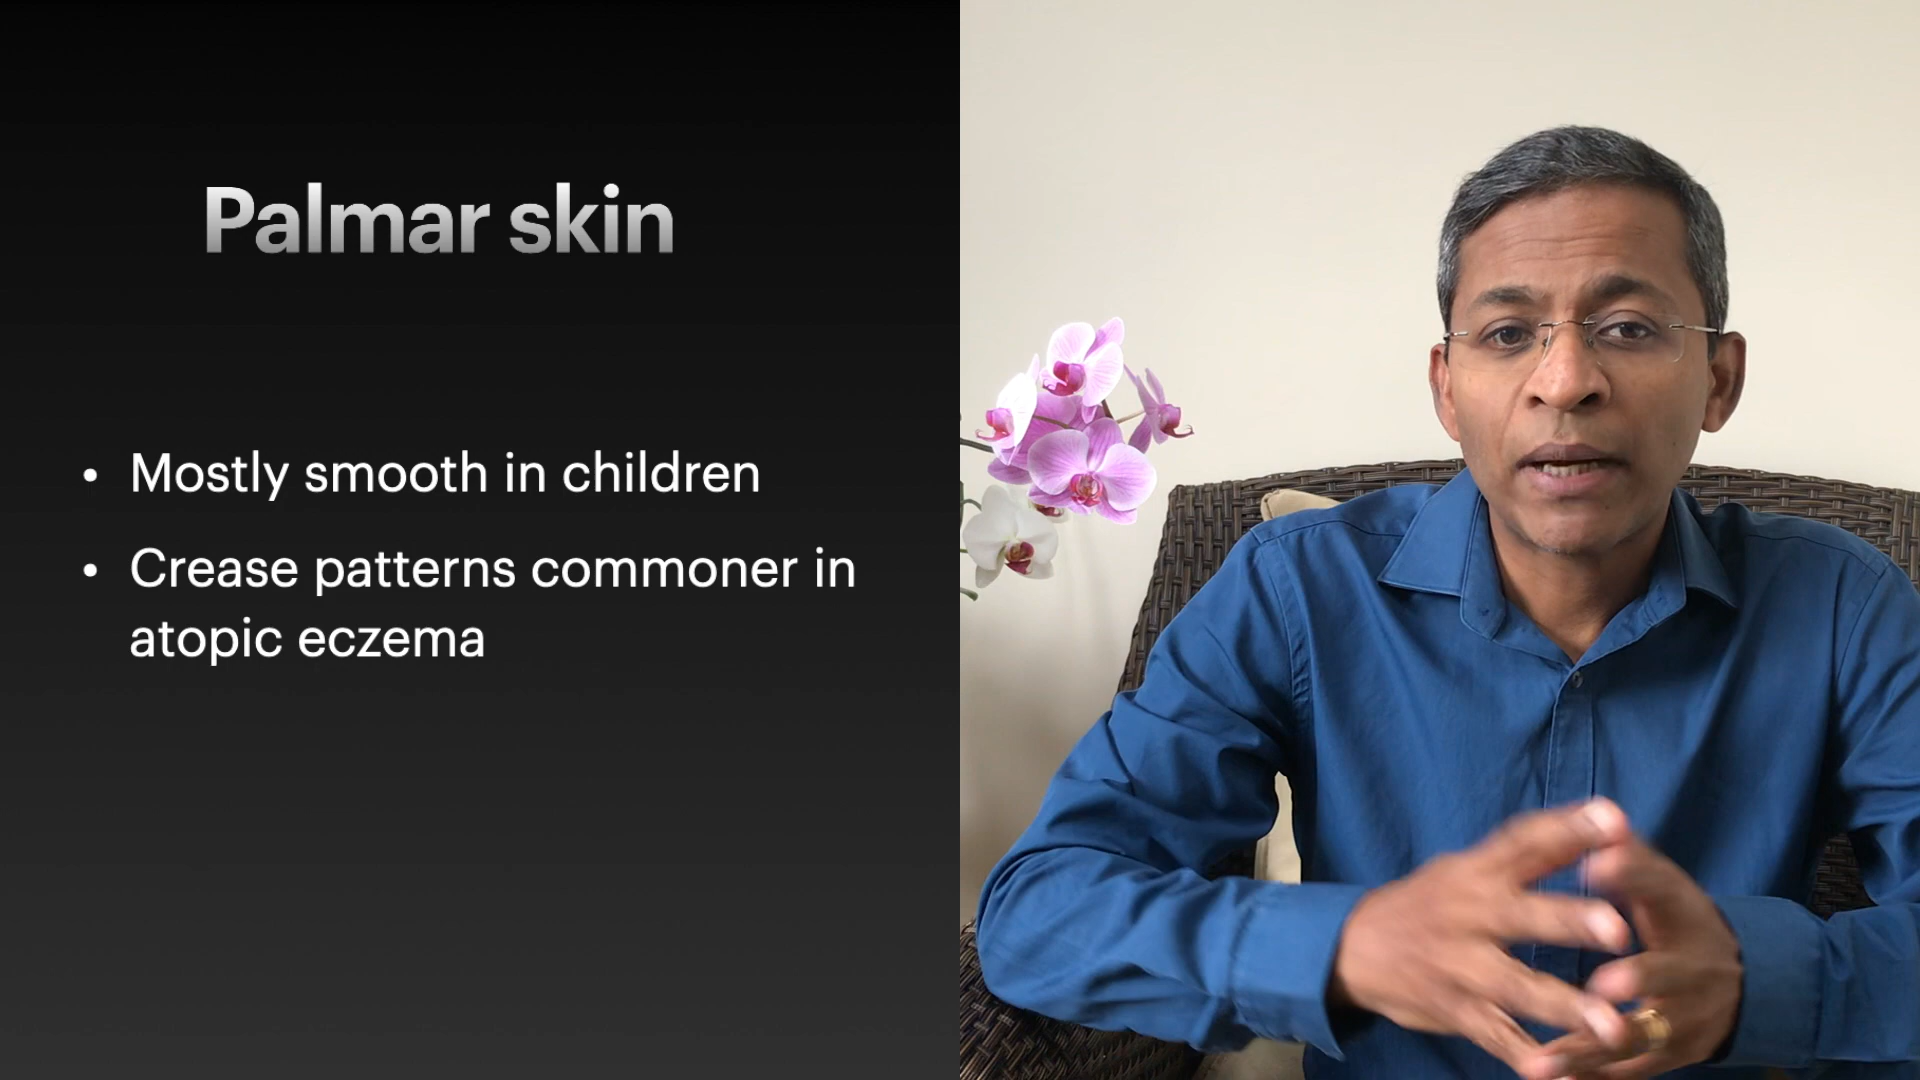 Palmar skin
• Mostly smooth in children
• Crease patterns commoner in
atopic eczema